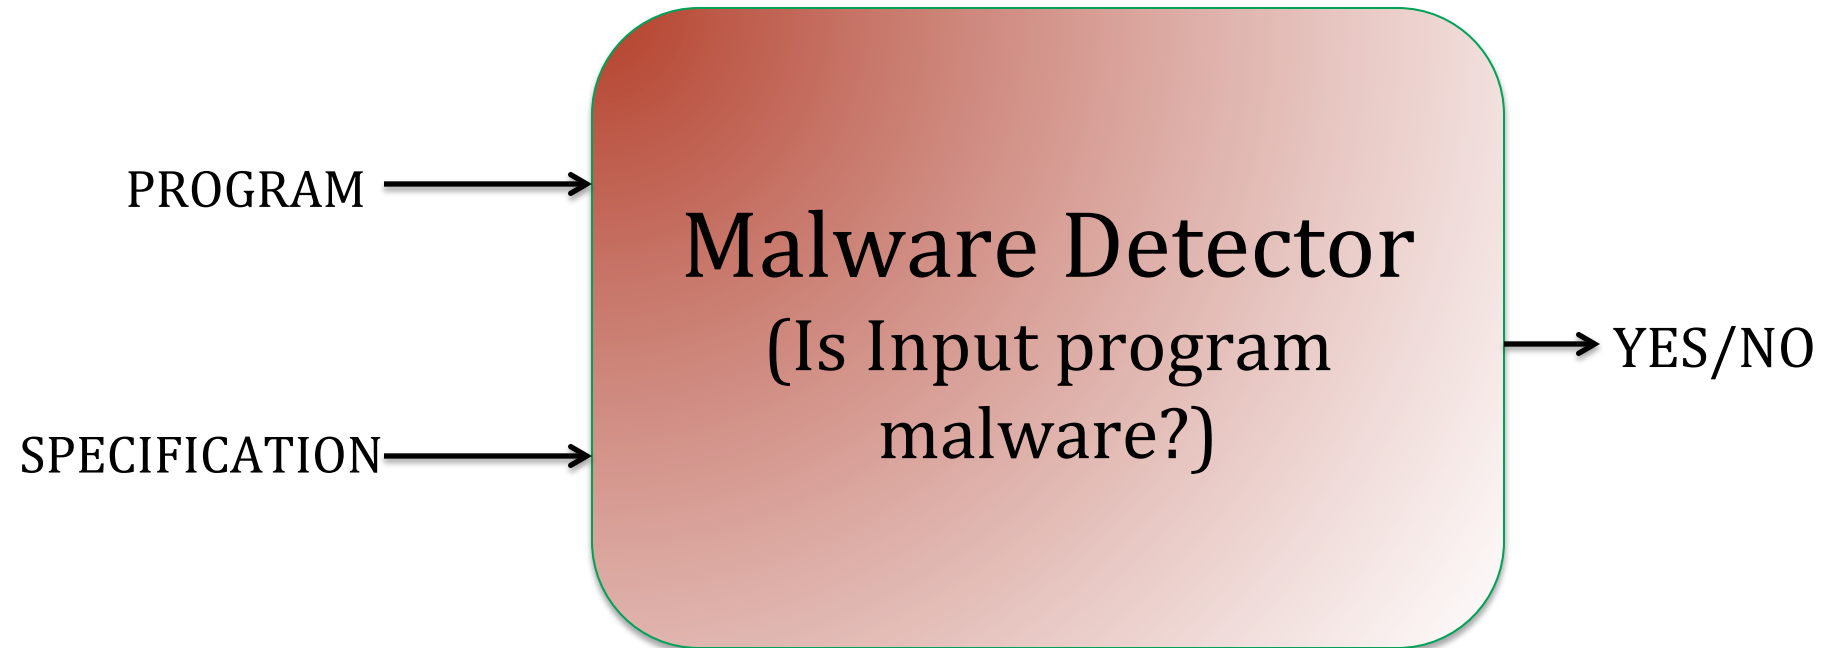 PROGRAM
SPECIFICATION
Malware Detector
(Is Input program
malware?)
YES/NO